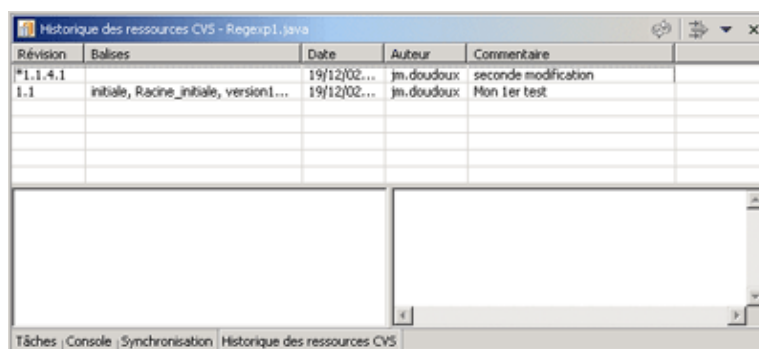 Historique des ressources CVS - Regexp1.java
Révision Balises Date Auteur Commentaire
*1.1.4.1 19/12/02... jm.doudoux seconde modification
1.1 initiale, Racine_initiale, version1... 19/12/02... jm.doudoux Mon 1er test
Tâches Console Synchronisation Historique des ressources CVS